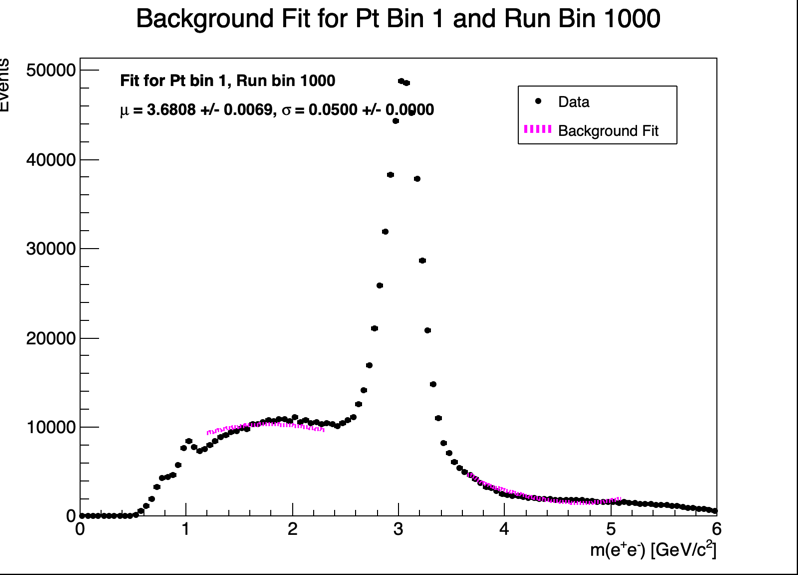 Background Fit for Pt Bin 1 and Run Bin 1000
Events
50000
40000
30000
20000
10000
0
Fit for Pt bin 1, Run bin 1000
μ = 3.6808 +/- 0.0069, σ = 0.0500 +/- 0.0000
Data
Background Fit
0 1 2 3 4 5 6
m(e⁺e⁻) [GeV/c²]